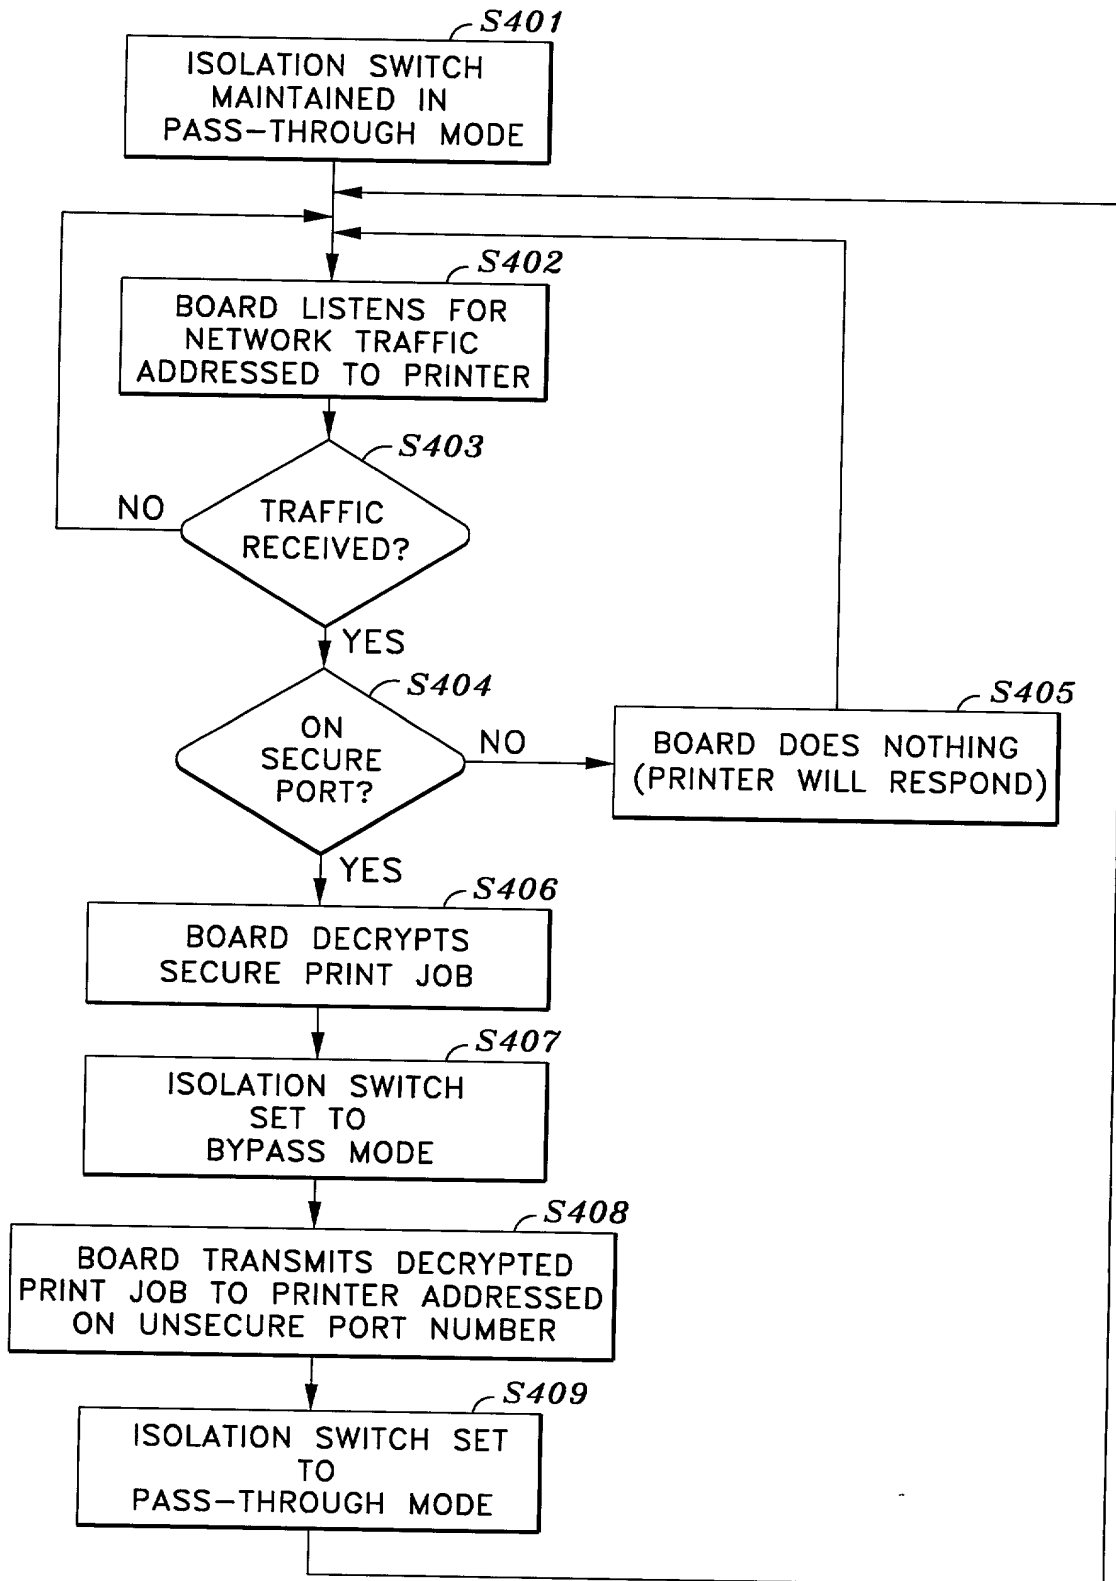 S401
ISOLATION SWITCH
MAINTAINED IN
PASS-THROUGH MODE
S402
BOARD LISTENS FOR
NETWORK TRAFFIC
ADDRESSED TO PRINTER
S403
TRAFFIC
RECEIVED?
NO
YES
S404
ON
SECURE
PORT?
NO
S405
BOARD DOES NOTHING
(PRINTER WILL RESPOND)
YES
S406
BOARD DECRYPTS
SECURE PRINT JOB
S407
ISOLATION SWITCH
SET TO
BYPASS MODE
S408
BOARD TRANSMITS DECRYPTED
PRINT JOB TO PRINTER ADDRESSED
ON UNSECURE PORT NUMBER
S409
ISOLATION SWITCH SET
TO
PASS-THROUGH MODE